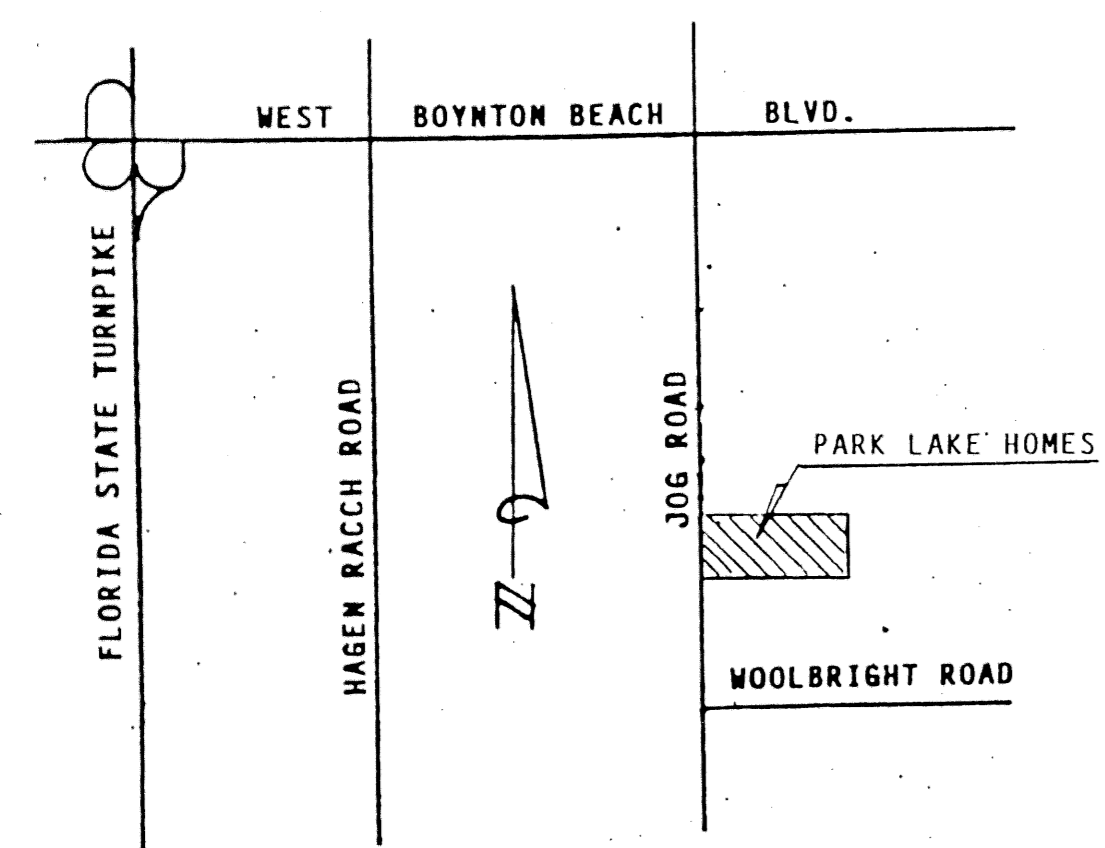 WEST BOYNTON BEACH BLVD.
FLORIDA STATE TURNPIKE
HAGEN RACCH ROAD
JOG ROAD
PARK LAKE HOMES
N
WOOLBRIGHT ROAD